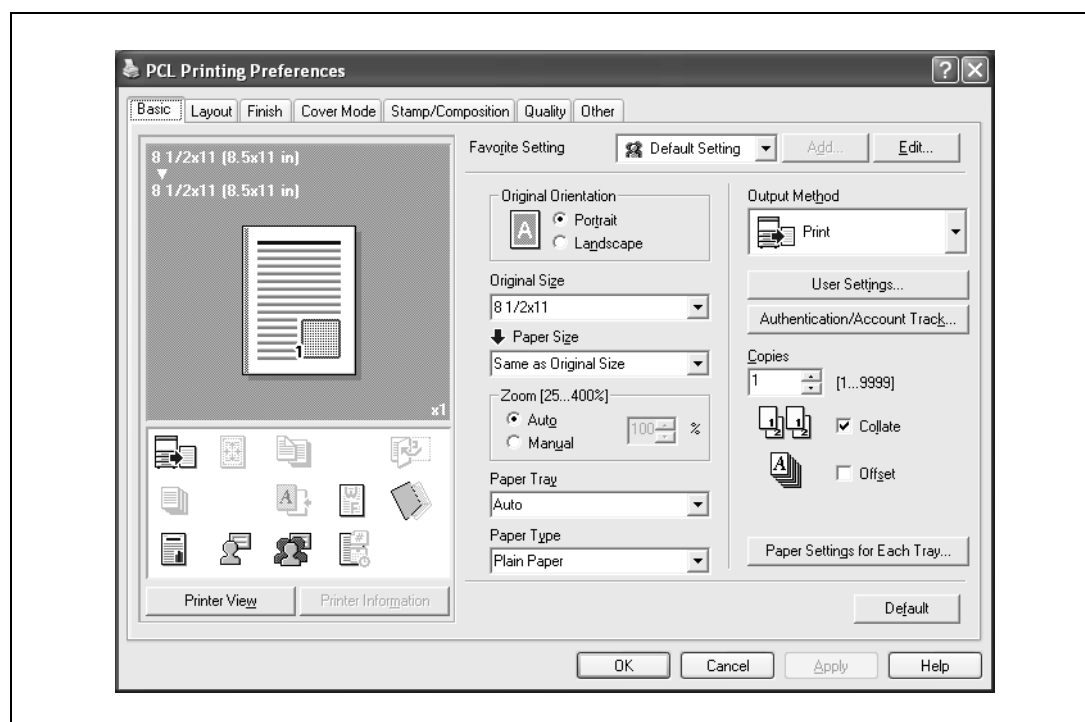 PCL Printing Preferences
Basic Layout Finish Cover Mode Stamp/Composition Quality Other
8 1/2x11 (8.5x11 in)
8 1/2x11 (8.5x11 in)
1
x1
Printer View Printer Information
Favorite Setting Default Setting Add... Edit...
Original Orientation
A Portrait
Landscape
Original Size
8 1/2x11
Paper Size
Same as Original Size
Zoom [25...400%]
Auto
Manual
100 %
Paper Tray
Auto
Paper Type
Plain Paper
Output Method
Print
User Settings...
Authentication/Account Track...
Copies
1 [1...9999]
Collate
Offset
Paper Settings for Each Tray...
Default
OK Cancel Apply Help